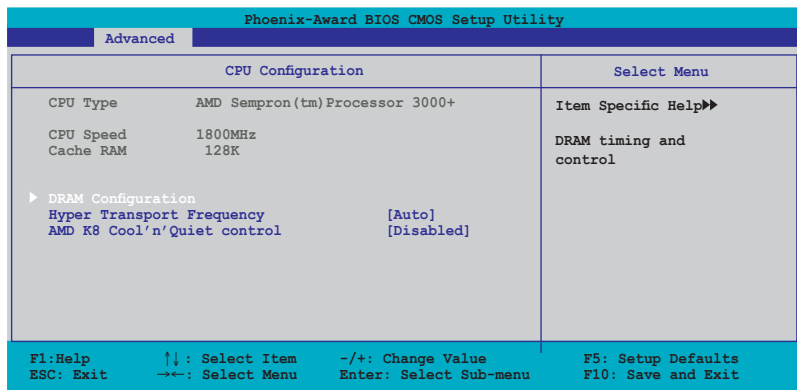 Phoenix-Award BIOS CMOS Setup Utility
Advanced
CPU Configuration
Select Menu
CPU Type AMD Sempron(tm)Processor 3000+
CPU Speed 1800MHz
Cache RAM 128K
DRAM Configuration
Hyper Transport Frequency [Auto]
AMD K8 Cool'n'Quiet control [Disabled]
Item Specific Help▶▶
DRAM timing and
control
F1:Help ↑↓: Select Item -/+: Change Value F5: Setup Defaults
ESC: Exit →←: Select Menu Enter: Select Sub-menu F10: Save and Exit